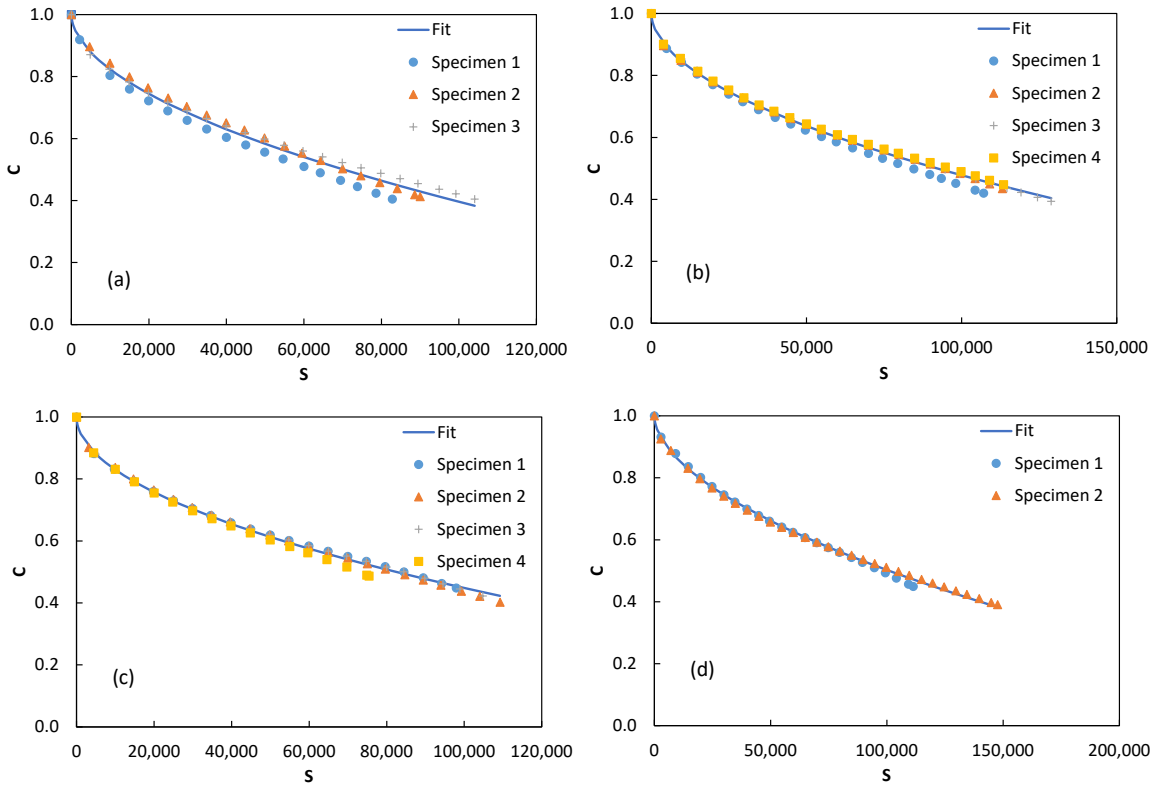 1.0
0.8
0.6
0.4
0.2
0.0
C
Fit
Specimen 1
Specimen 2
Specimen 3
(a)
0 20,000 40,000 60,000 80,000 100,000 120,000
S
1.0
0.8
0.6
0.4
0.2
0.0
C
Fit
Specimen 1
Specimen 2
Specimen 3
Specimen 4
(b)
0 50,000 100,000 150,000
S
1.0
0.8
0.6
0.4
0.2
0.0
C
Fit
Specimen 1
Specimen 2
Specimen 3
Specimen 4
(c)
0 20,000 40,000 60,000 80,000 100,000 120,000
S
1.0
0.8
0.6
0.4
0.2
0.0
C
Fit
Specimen 1
Specimen 2
(d)
0 50,000 100,000 150,000 200,000
S